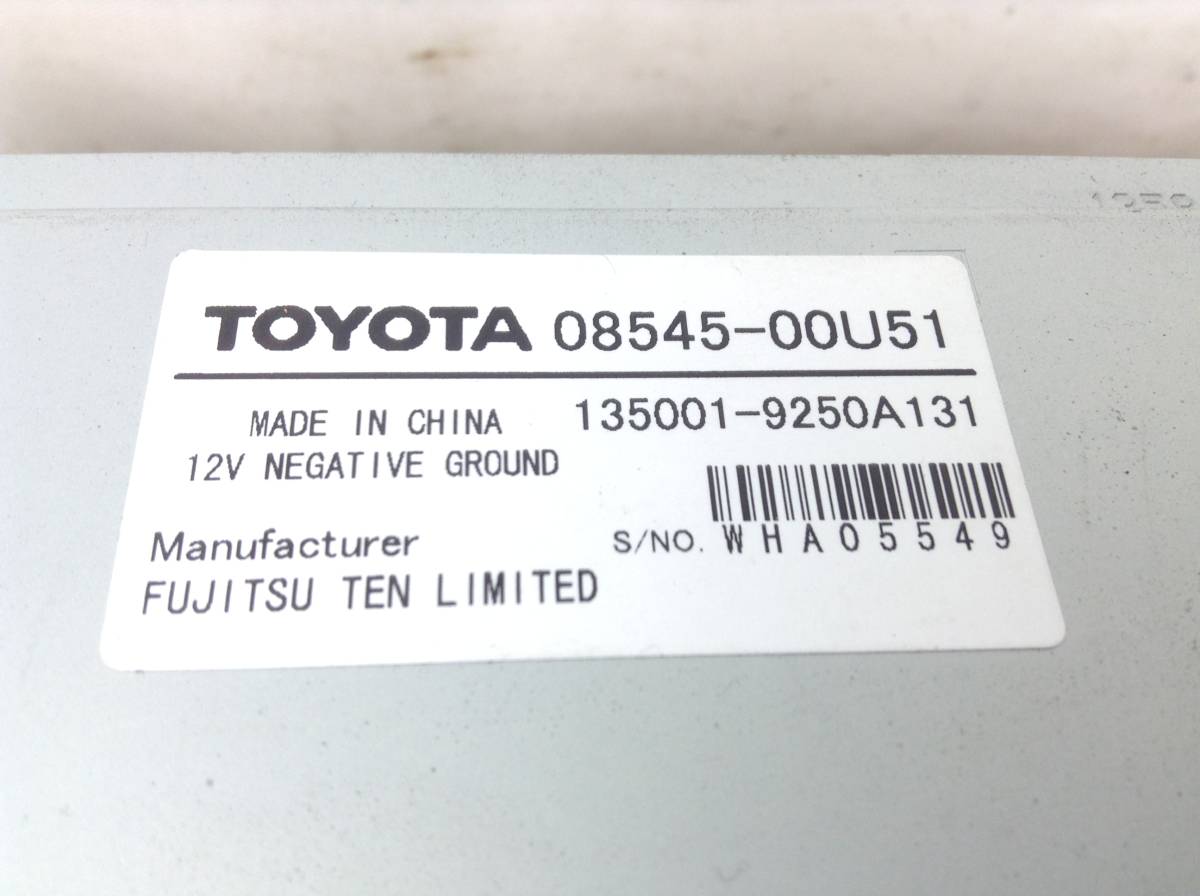 TOYOTA 08545-00U51
MADE IN CHINA 135001-9250A131
12V NEGATIVE GROUND
Manufacturer S/NO. WHA05549
FUJITSU TEN LIMITED